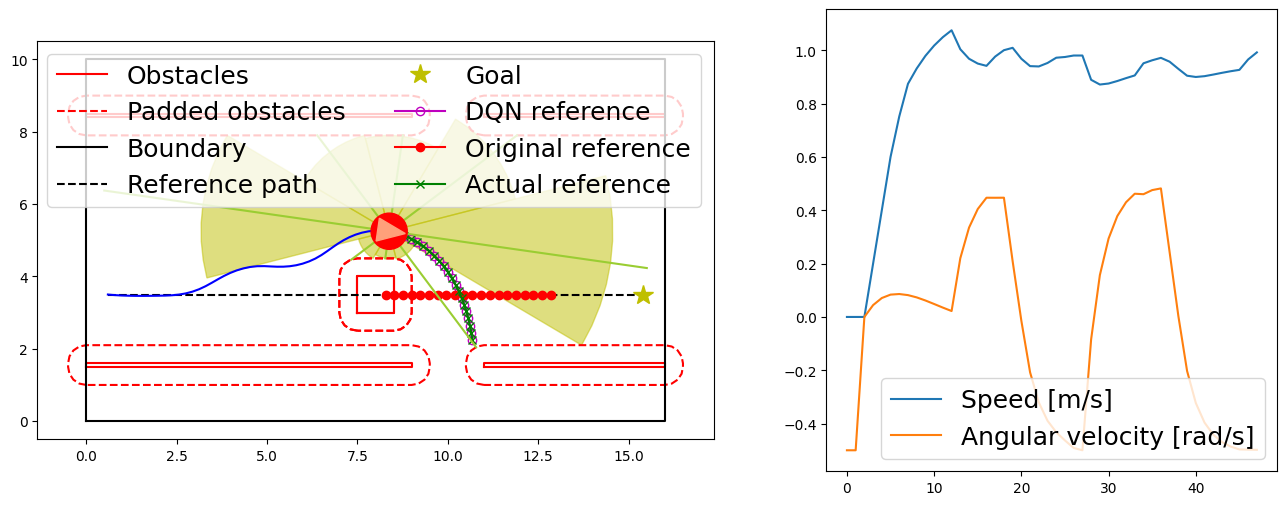 Obstacles
Padded obstacles
Boundary
Reference path
Goal
DQN reference
Original reference
Actual reference
10
8
6
4
2
0
0.0 2.5 5.0 7.5 10.0 12.5 15.0
1.0
0.8
0.6
0.4
0.2
0.0
−0.2
−0.4
Speed [m/s]
Angular velocity [rad/s]
0 10 20 30 40